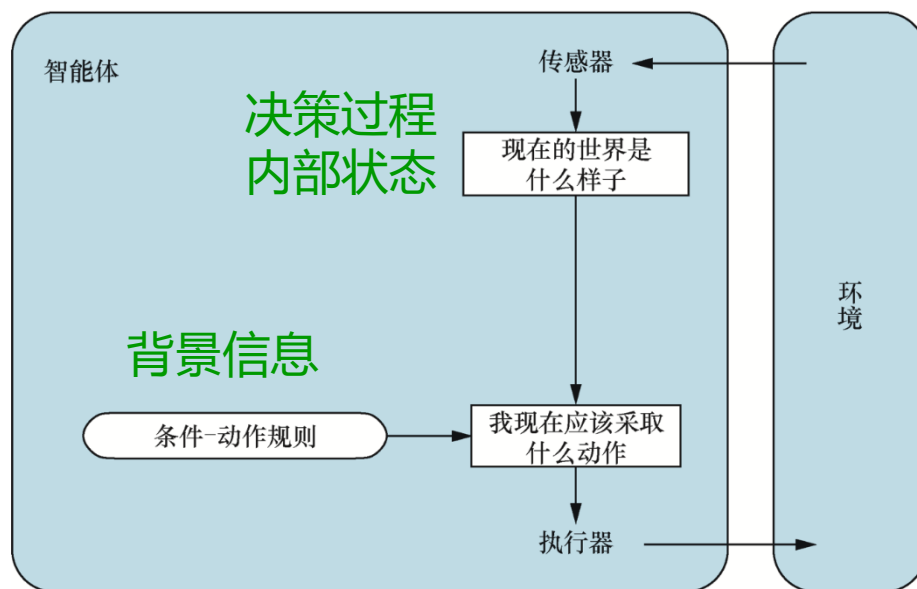 智能体
传感器
决策过程
内部状态
现在的世界是
什么样子
环
境
背景信息
条件-动作规则
我现在应该采取
什么动作
执行器